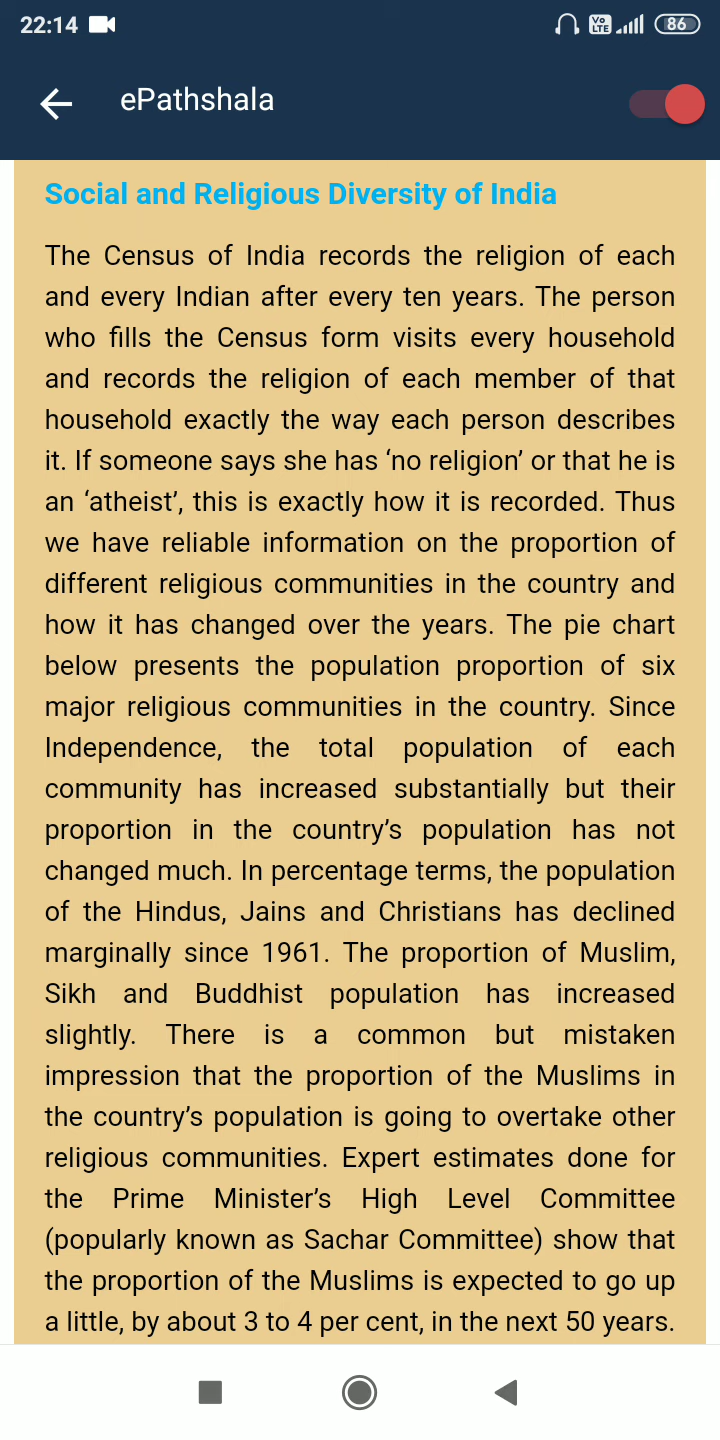 22:14
Vo LTE 86
ePathshala
Social and Religious Diversity of India
The Census of India records the religion of each
and every Indian after every ten years. The person
who fills the Census form visits every household
and records the religion of each member of that
household exactly the way each person describes
it. If someone says she has ‘no religion’ or that he is
an ‘atheist’, this is exactly how it is recorded. Thus
we have reliable information on the proportion of
different religious communities in the country and
how it has changed over the years. The pie chart
below presents the population proportion of six
major religious communities in the country. Since
Independence, the total population of each
community has increased substantially but their
proportion in the country’s population has not
changed much. In percentage terms, the population
of the Hindus, Jains and Christians has declined
marginally since 1961. The proportion of Muslim,
Sikh and Buddhist population has increased
slightly. There is a common but mistaken
impression that the proportion of the Muslims in
the country’s population is going to overtake other
religious communities. Expert estimates done for
the Prime Minister’s High Level Committee
(popularly known as Sachar Committee) show that
the proportion of the Muslims is expected to go up
a little, by about 3 to 4 per cent, in the next 50 years.